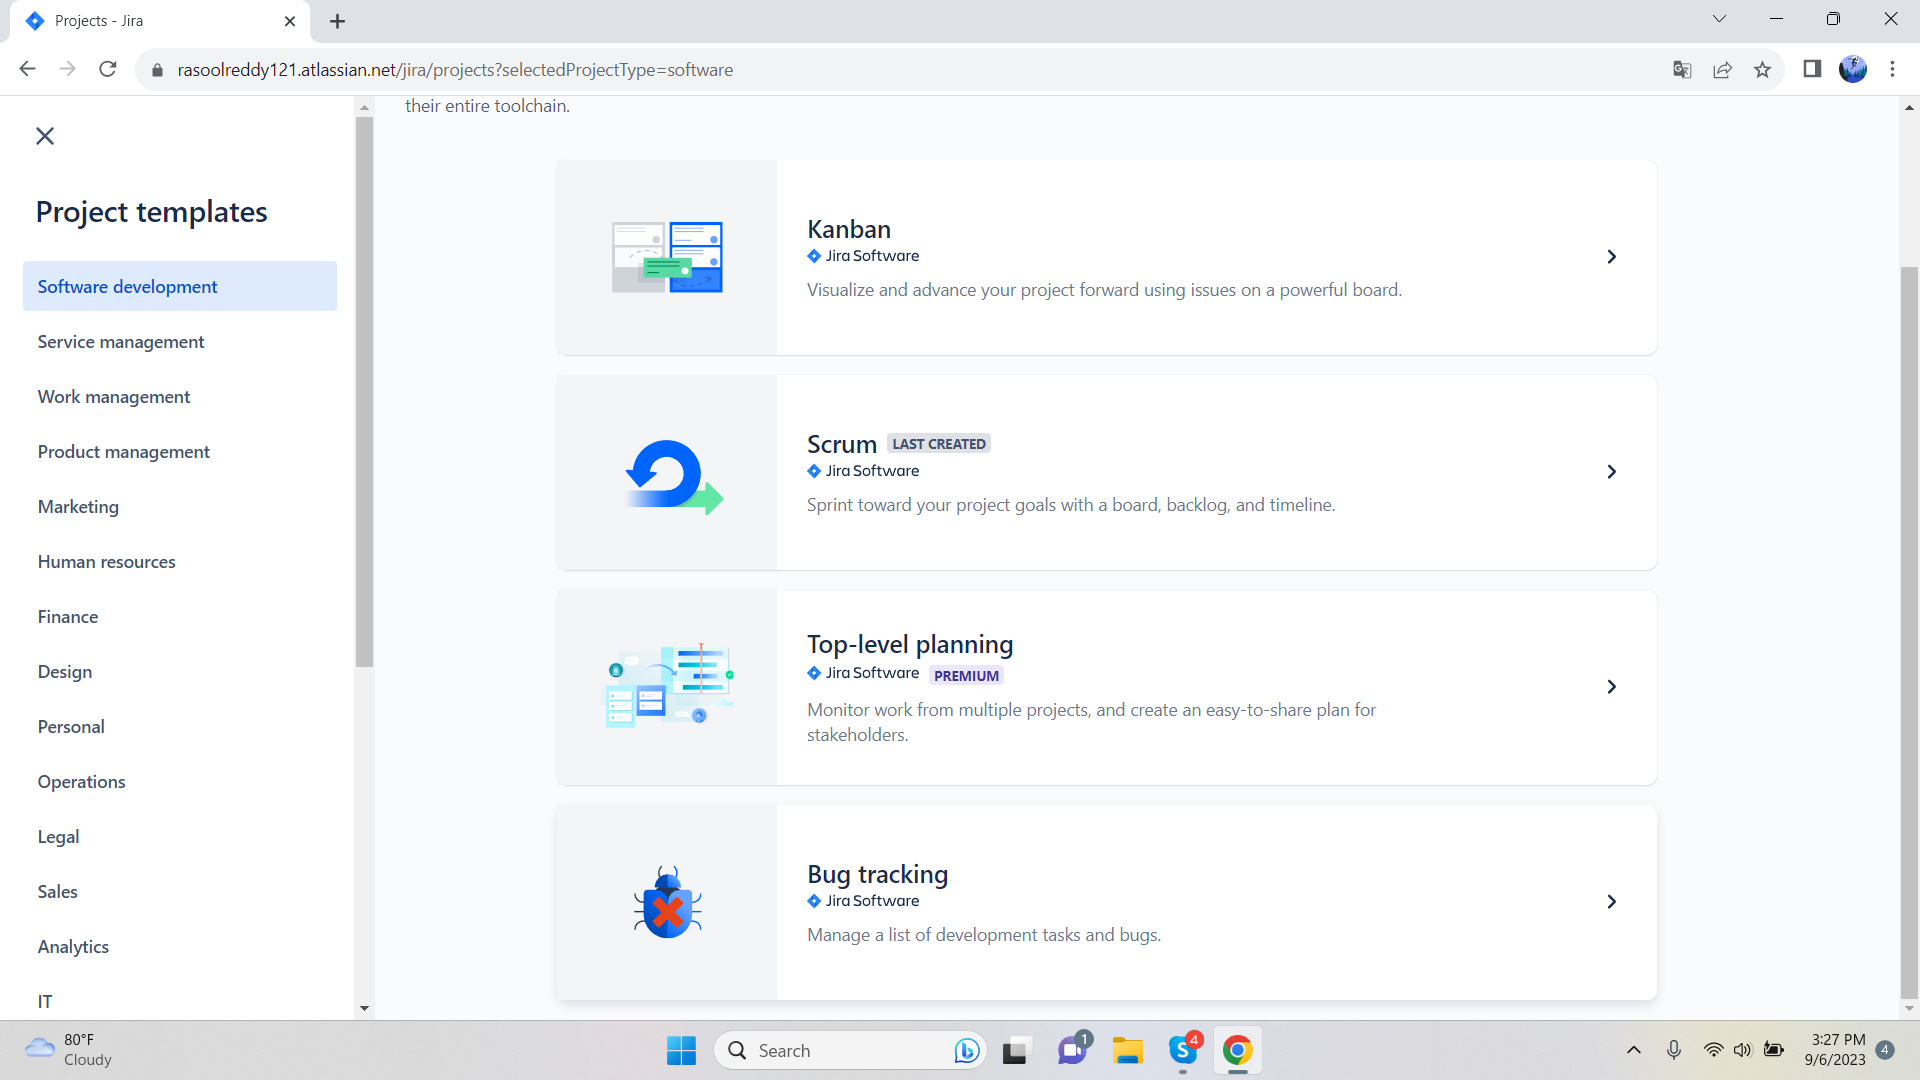 Projects - Jira
rasoolreddy121.atlassian.net/jira/projects?selectedProjectType=software
their entire toolchain.
Project templates
Software development
Service management
Work management
Product management
Marketing
Human resources
Finance
Design
Personal
Operations
Legal
Sales
Analytics
IT
Kanban
Jira Software
Visualize and advance your project forward using issues on a powerful board.
Scrum LAST CREATED
Jira Software
Sprint toward your project goals with a board, backlog, and timeline.
Top-level planning
Jira Software PREMIUM
Monitor work from multiple projects, and create an easy-to-share plan for
stakeholders.
Bug tracking
Jira Software
Manage a list of development tasks and bugs.
80°F
Cloudy
Search
1
4
3:27 PM
9/6/2023
4